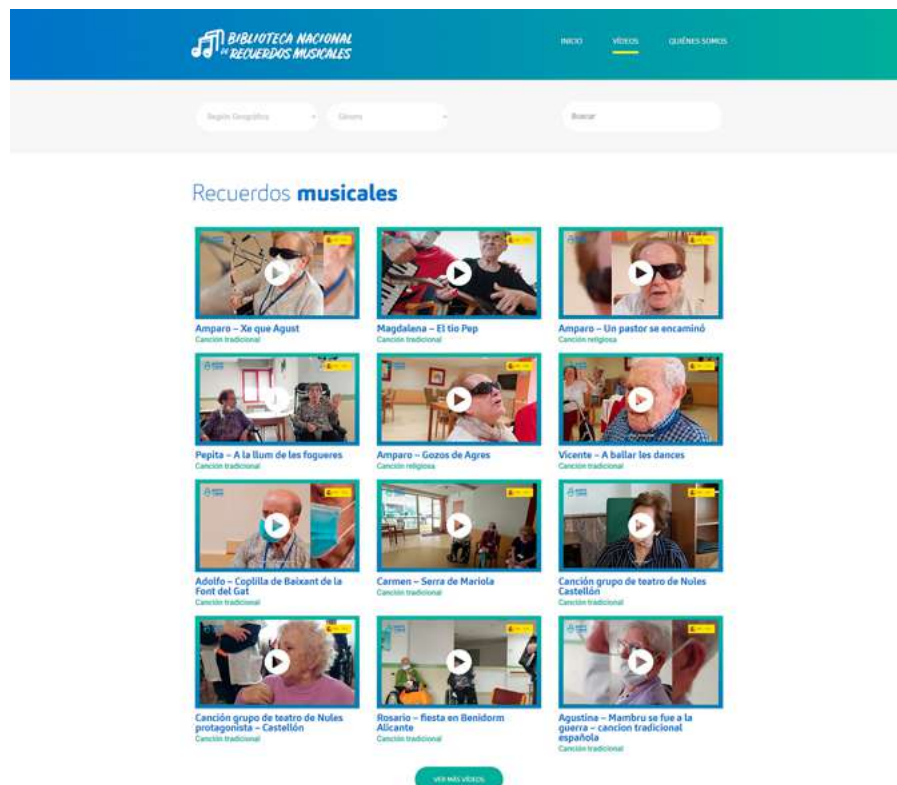 BIBLIOTECA NACIONAL
DE RECUERDOS MUSICALES
INICIO
VÍDEOS
QUIÉNES SOMOS
Región Geográfica
Género
Buscar
Recuerdos musicales
Amparo – Xe que Agust
Canción tradicional
Magdalena – El tio Pep
Canción tradicional
Amparo – Un pastor se encaminó
Canción religiosa
Pepita – A la llum de les fogueres
Canción tradicional
Amparo – Gozos de Agres
Canción religiosa
Vicente – A ballar les dances
Canción tradicional
Adolfo – Coplilla de Baixant de la
Font del Gat
Canción tradicional
Carmen – Serra de Mariola
Canción tradicional
Canción grupo de teatro de Nules
Castellón
Canción tradicional
Canción grupo de teatro de Nules
protagonista – Castellón
Canción tradicional
Rosario – fiesta en Benidorm
Alicante
Canción tradicional
Agustina – Mambru se fue a la
guerra – cancion tradicional
española
Canción tradicional
VER MÁS VÍDEOS